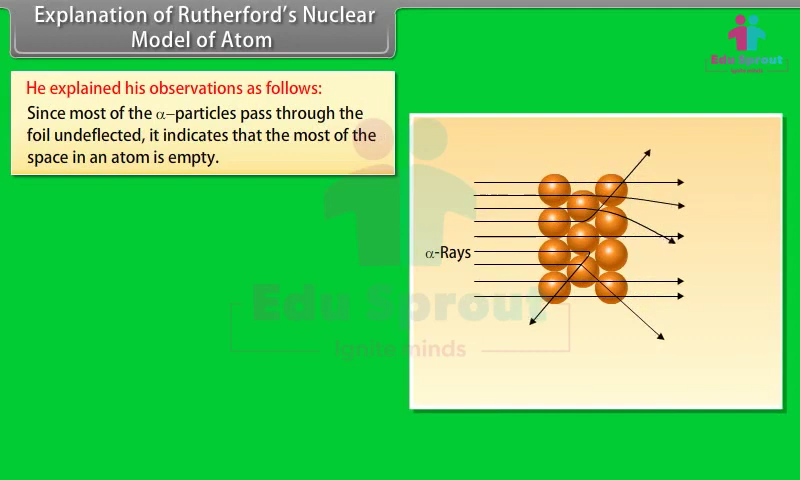 Explanation of Rutherford's Nuclear
Model of Atom
Edu Sprout
Ignite minds
He explained his observations as follows:
Since most of the α–particles pass through the
foil undeflected, it indicates that the most of the
space in an atom is empty.
α-Rays
Edu Sprout
Ignite minds